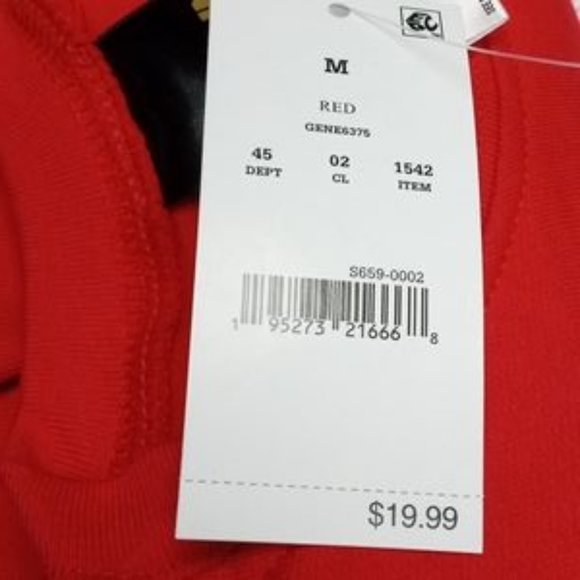 M
RED
GENE6375
45 02 1542
DEPT CL ITEM
S659-0002
1 95273 21666 8
$19.99